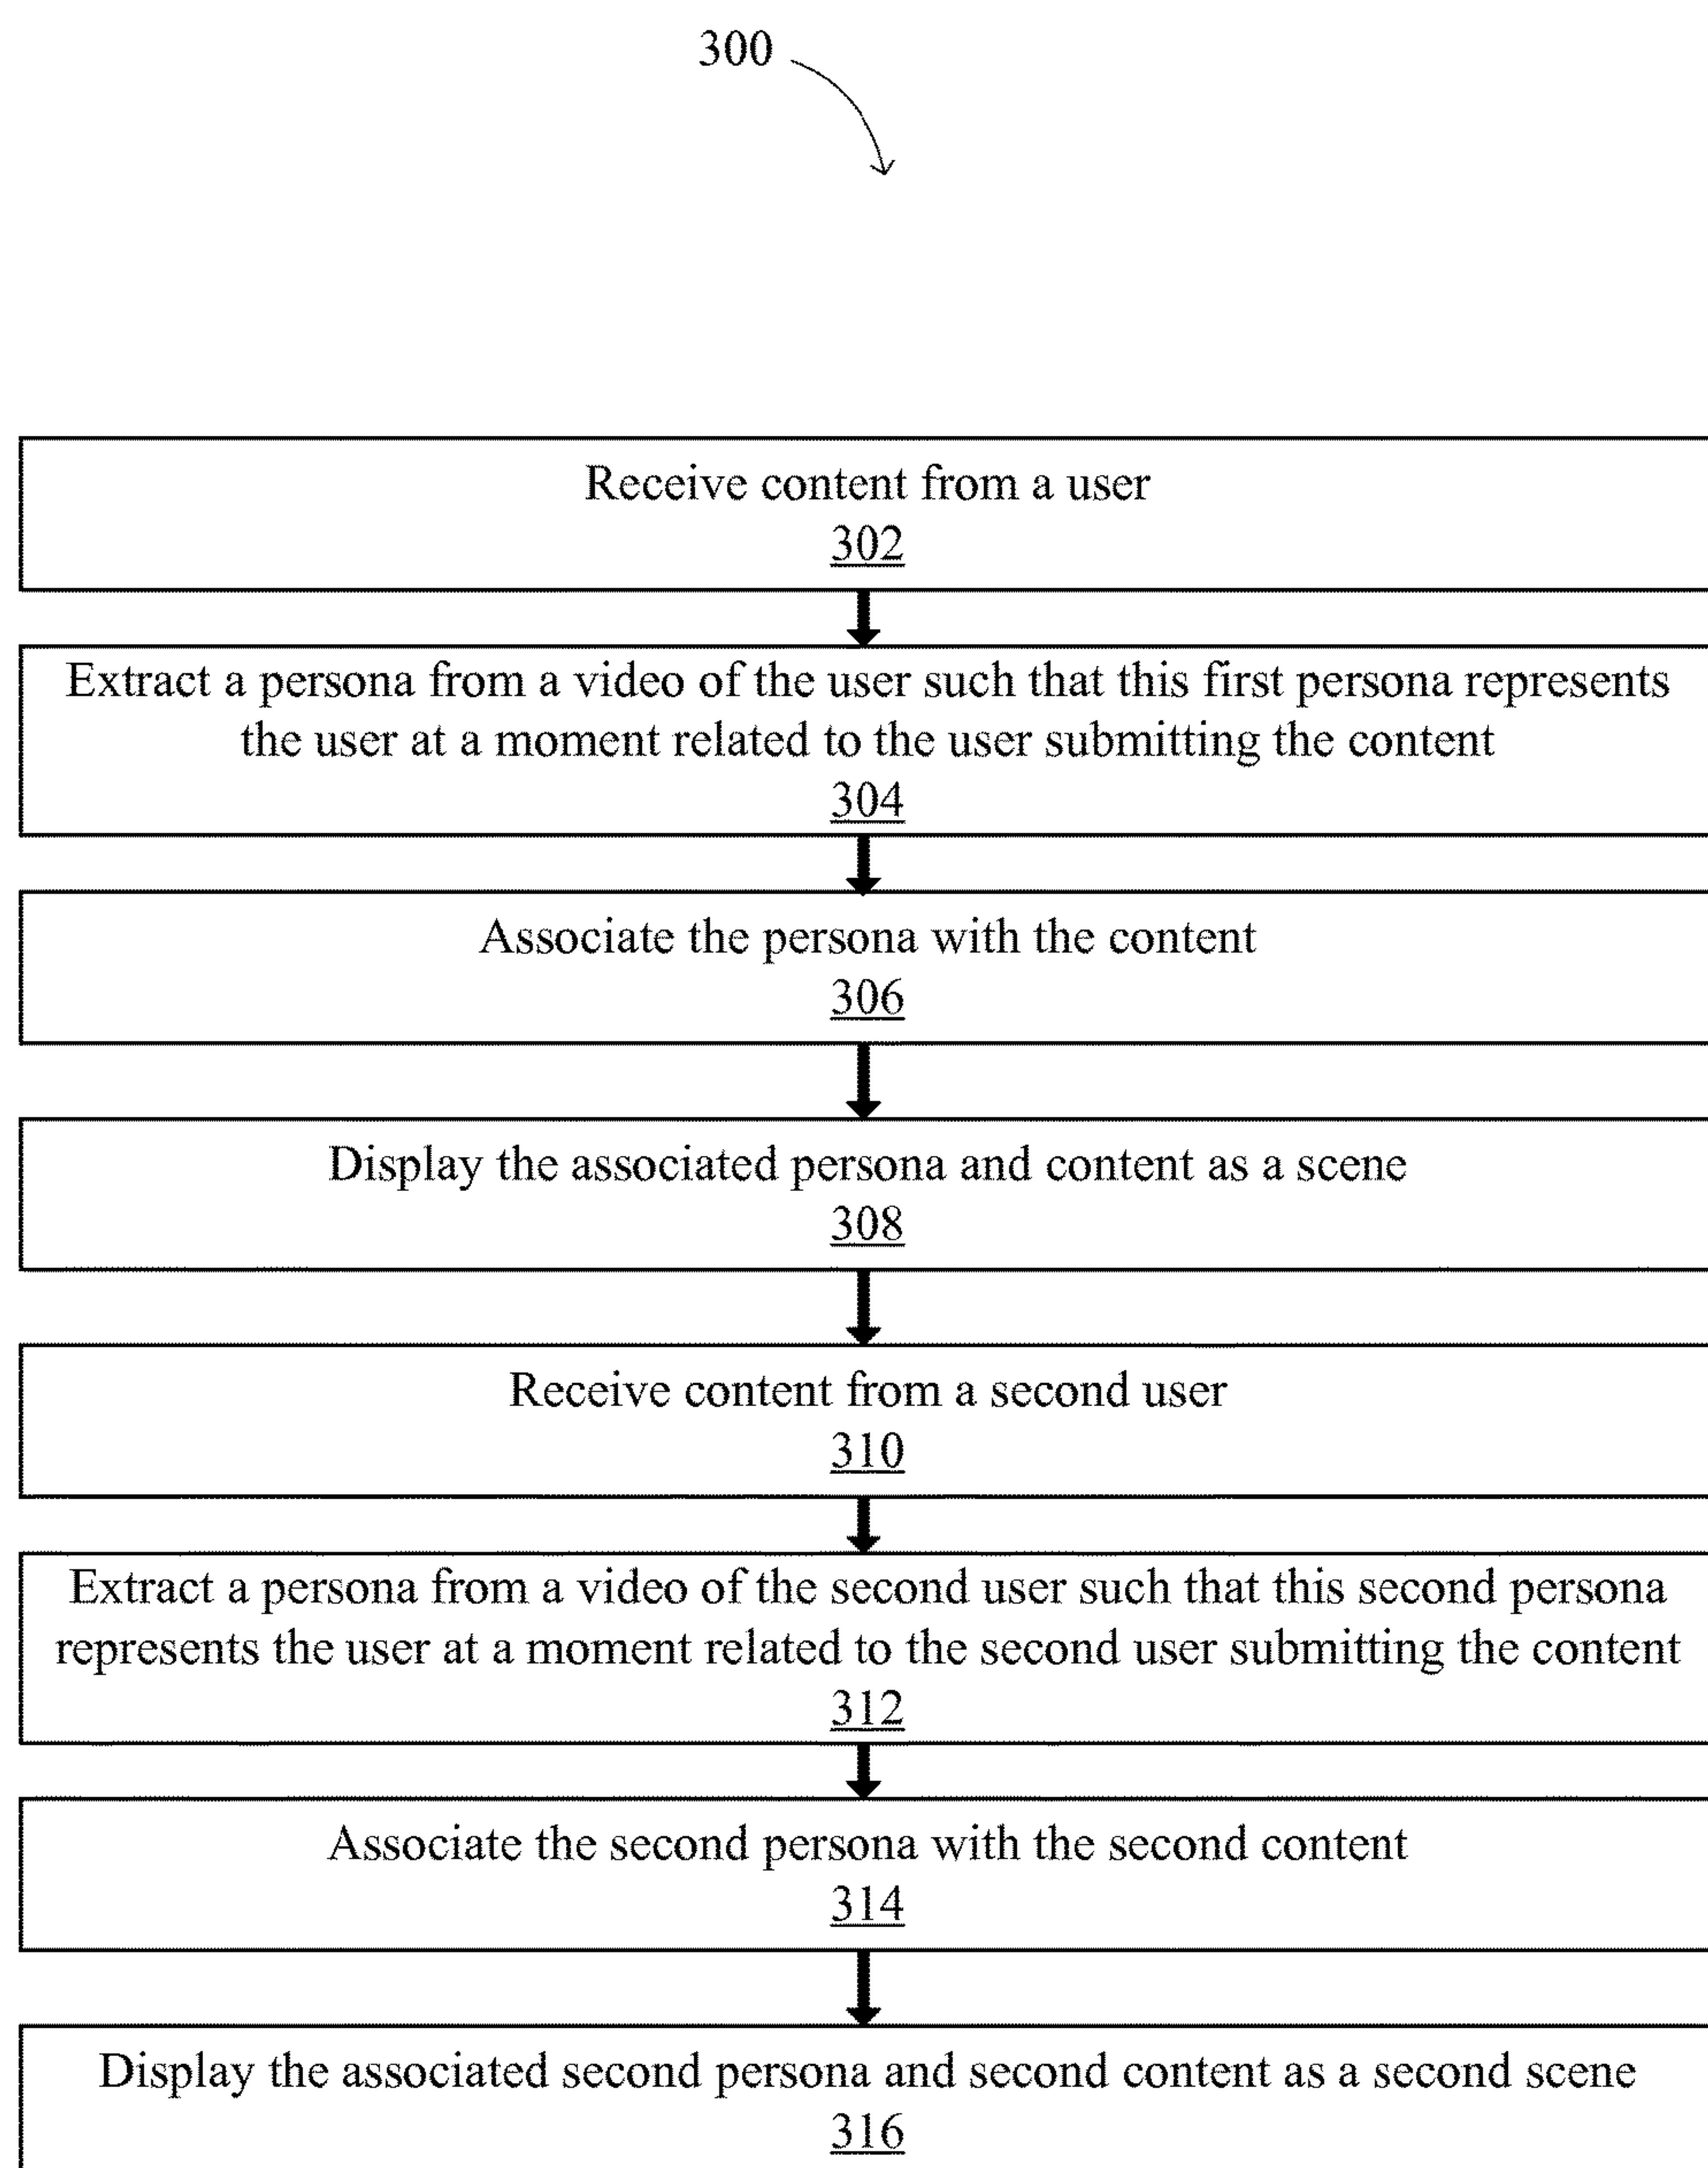 300
Receive content from a user
302
Extract a persona from a video of the user such that this first persona represents
the user at a moment related to the user submitting the content
304
Associate the persona with the content
306
Display the associated persona and content as a scene
308
Receive content from a second user
310
Extract a persona from a video of the second user such that this second persona
represents the user at a moment related to the second user submitting the content
312
Associate the second persona with the second content
314
Display the associated second persona and second content as a second scene
316